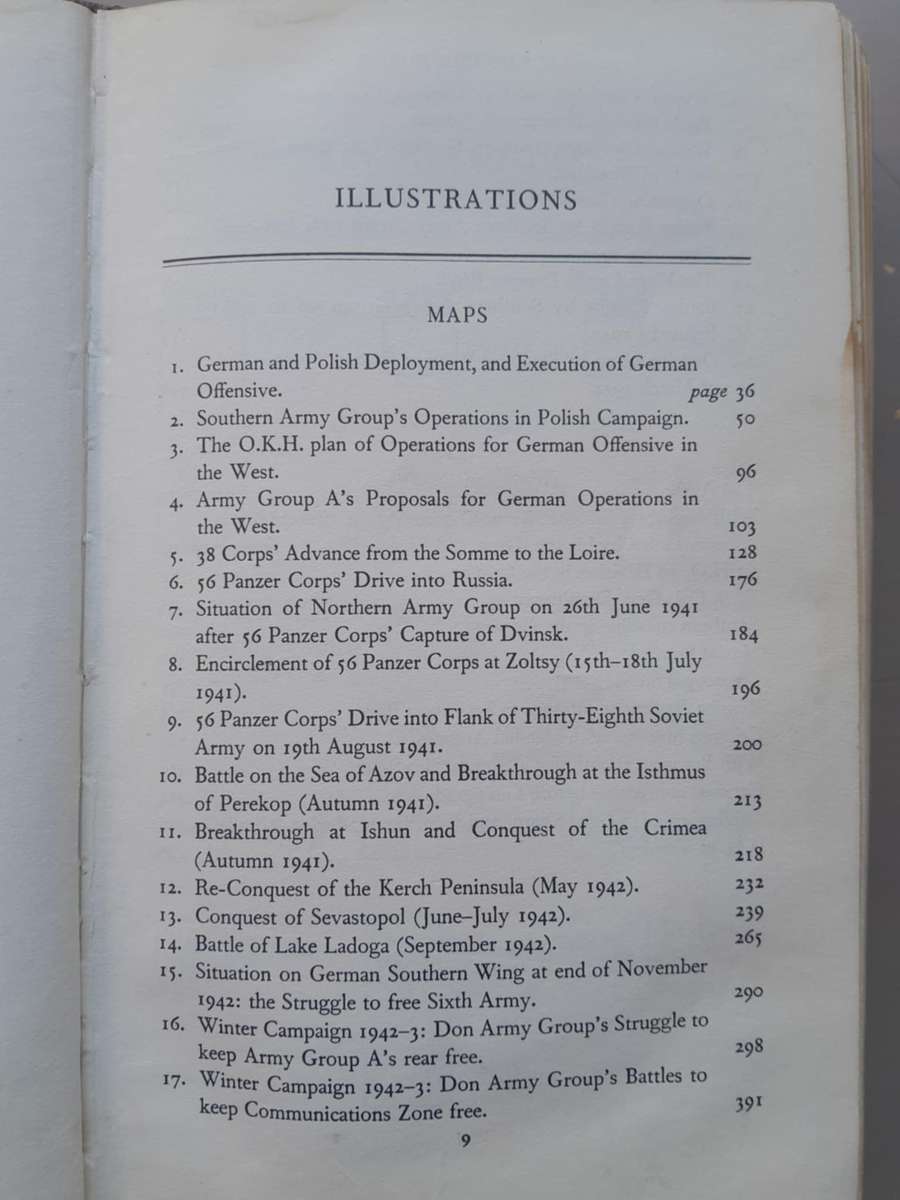 ILLUSTRATIONS
MAPS
1. German and Polish Deployment, and Execution of German
Offensive. page 36
2. Southern Army Group's Operations in Polish Campaign. 50
3. The O.K.H. plan of Operations for German Offensive in
the West. 96
4. Army Group A's Proposals for German Operations in
the West. 103
5. 38 Corps' Advance from the Somme to the Loire. 128
6. 56 Panzer Corps' Drive into Russia. 176
7. Situation of Northern Army Group on 26th June 1941
after 56 Panzer Corps' Capture of Dvinsk. 184
8. Encirclement of 56 Panzer Corps at Zoltsy (15th–18th July
1941). 196
9. 56 Panzer Corps' Drive into Flank of Thirty-Eighth Soviet
Army on 19th August 1941. 200
10. Battle on the Sea of Azov and Breakthrough at the Isthmus
of Perekop (Autumn 1941). 213
11. Breakthrough at Ishun and Conquest of the Crimea
(Autumn 1941). 218
12. Re-Conquest of the Kerch Peninsula (May 1942). 232
13. Conquest of Sevastopol (June–July 1942). 239
14. Battle of Lake Ladoga (September 1942). 265
15. Situation on German Southern Wing at end of November
1942: the Struggle to free Sixth Army. 290
16. Winter Campaign 1942–3: Don Army Group's Struggle to
keep Army Group A's rear free. 298
17. Winter Campaign 1942–3: Don Army Group's Battles to
keep Communications Zone free. 391
9